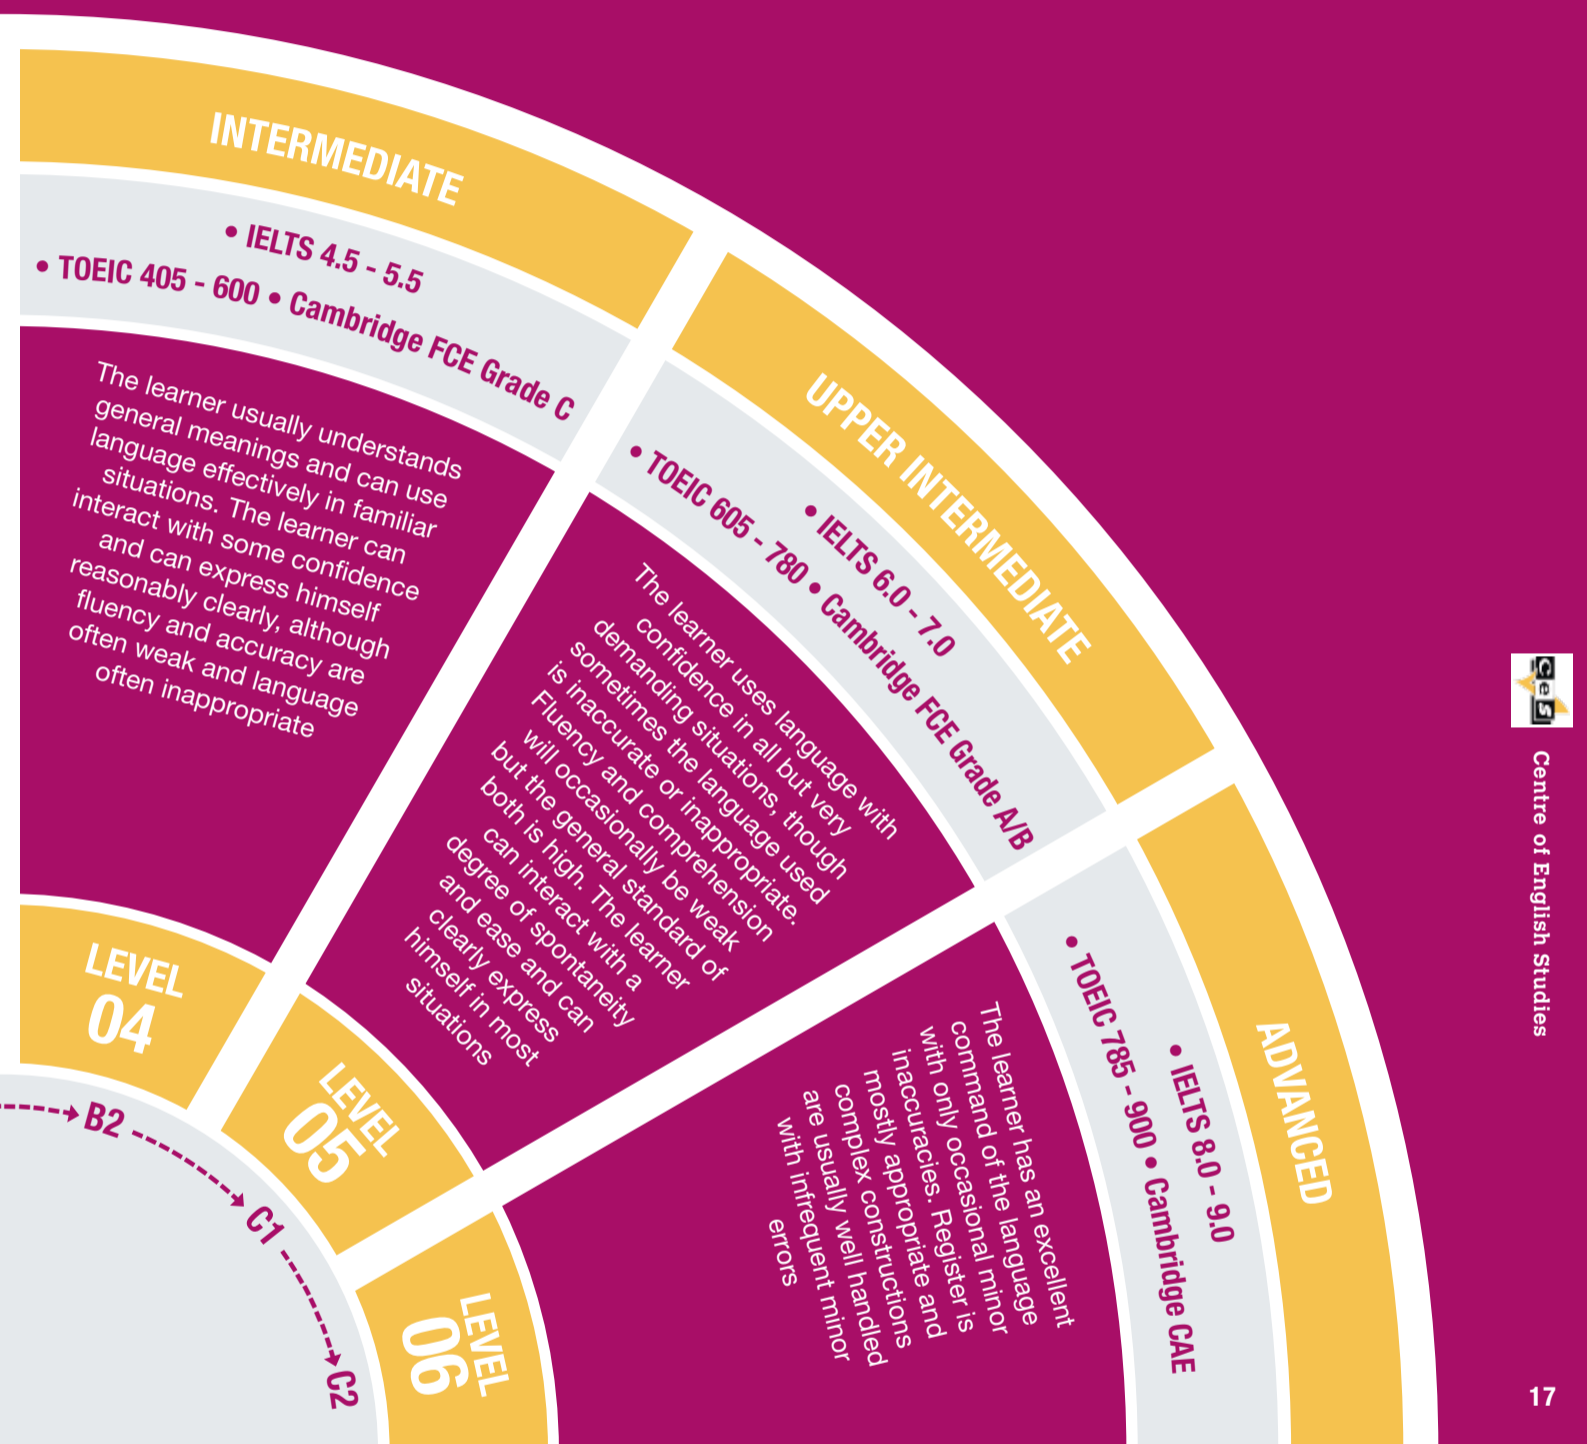 INTERMEDIATE
• IELTS 4.5 - 5.5
• TOEIC 405 - 600 • Cambridge FCE Grade C
The learner usually understands
general meanings and can use
language effectively in familiar
situations. The learner can
interact with some confidence
and can express himself
reasonably clearly, although
fluency and accuracy are
often weak and language
often inappropriate
LEVEL
04
UPPER INTERMEDIATE
• IELTS 6.0 - 7.0
• TOEIC 605 - 780 • Cambridge FCE Grade A/B
The learner uses language with
confidence in all but very
demanding situations, though
sometimes the language used
is inaccurate or inappropriate.
Fluency and comprehension
will occasionally be weak
but the general standard of
both is high. The learner
can interact with a
degree of spontaneity
and ease and can
clearly express
himself in most
situations
LEVEL
05
ADVANCED
• IELTS 8.0 - 9.0
• TOEIC 785 - 900 • Cambridge CAE
The learner has an excellent
command of the language
with only occasional minor
inaccuracies. Register is
mostly appropriate and
complex constructions
are usually well handled
with infrequent minor
errors
LEVEL
06
B2
C1
C2
ces
Centre of English Studies
17